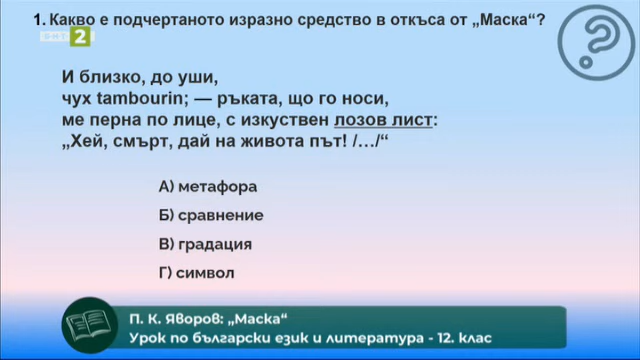 1. Какво е подчертаното изразно средство в откъса от „Маска“?
БНТ 2
И близко, до уши,
чух tambourin; — ръката, що го носи,
ме перна по лице, с изкуствен лозов лист:
„Хей, смърт, дай на живота път! /…/“
А) метафора
Б) сравнение
В) градация
Г) символ
П. К. Яворов: „Маска“
Урок по български език и литература - 12. клас